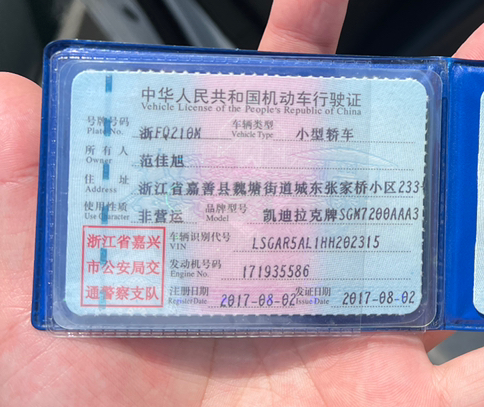 中华人民共和国机动车行驶证
Vehicle License of the People's Republic of China
号牌号码 浙FQ210M 车辆类型 小型轿车
Plate No. Vehicle Type
所有人 范佳旭
Owner
住址 浙江省嘉善县魏塘街道城东张家桥小区233
Address
使用性质 非营运 品牌型号 凯迪拉克牌SGM7200AAA3
Use Character Model
浙江省嘉兴
市公安局交
通警察支队
车辆识别代号 LSGAR5AL1HH202315
VIN
发动机号码 171935586
Engine No.
注册日期 2017-08-02 发证日期 2017-08-02
Register Date Issue Date